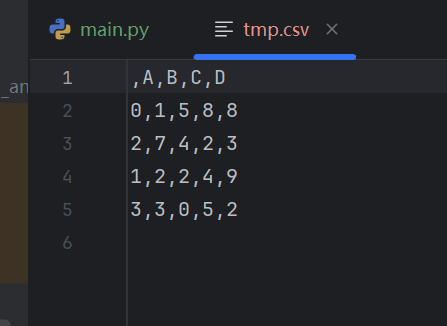 main.py tmp.csv
_an
1 ,A,B,C,D
2 0,1,5,8,8
3 2,7,4,2,3
4 1,2,2,4,9
5 3,3,0,5,2
6